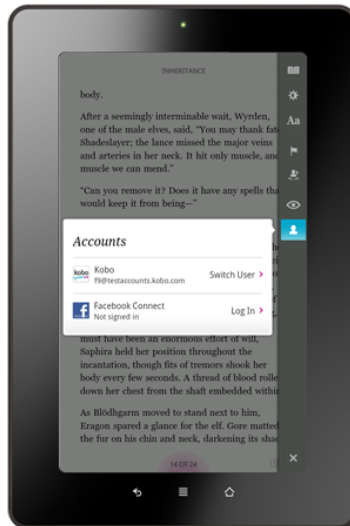 INHERITANCE
body.
After a seemingly interminable wait, Wyrden,
one of the male elves, said, “You may thank fate
Shadeslayer; the lance missed the major veins
and arteries in her neck. It hit only muscle, and
muscle we can mend.”
“Can you remove it? Does it have any spells tha
would keep it from being—”
Aa
Accounts
kobo
Kobo
f9@testaccounts.kobo.com
Switch User >
f
Facebook Connect
Not signed in
Log In >
must have been an enormous effort of will,
Saphira held her position throughout the
incantation, though fits of tremors shook her
body every few seconds. A thread of blood rolle
down her chest from the shaft embedded within
As Blödhgarm moved to stand next to him,
Eragon spared a glance for the elf. Gore matted
the fur on his chin and neck, darkening its shad
14 OF 24